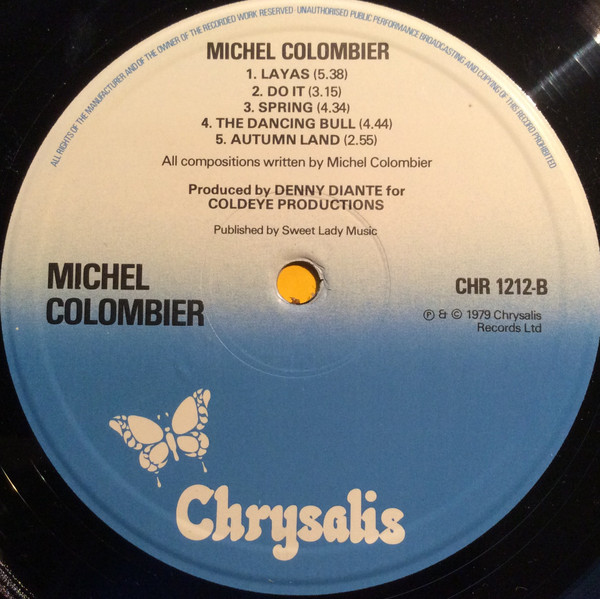 ALL RIGHTS OF THE MANUFACTURER AND OF THE OWNER OF THE RECORDED WORK RESERVED · UNAUTHORISED PUBLIC PERFORMANCE BROADCASTING AND COPYING OF THIS RECORD PROHIBITED
MICHEL COLOMBIER
1. LAYAS (5.38)
2. DO IT (3.15)
3. SPRING (4.34)
4. THE DANCING BULL (4.44)
5. AUTUMN LAND (2.55)
All compositions written by Michel Colombier
Produced by DENNY DIANTE for
COLDEYE PRODUCTIONS
Published by Sweet Lady Music
MICHEL
COLOMBIER
CHR 1212-B
℗ & © 1979 Chrysalis
Records Ltd
Chrysalis